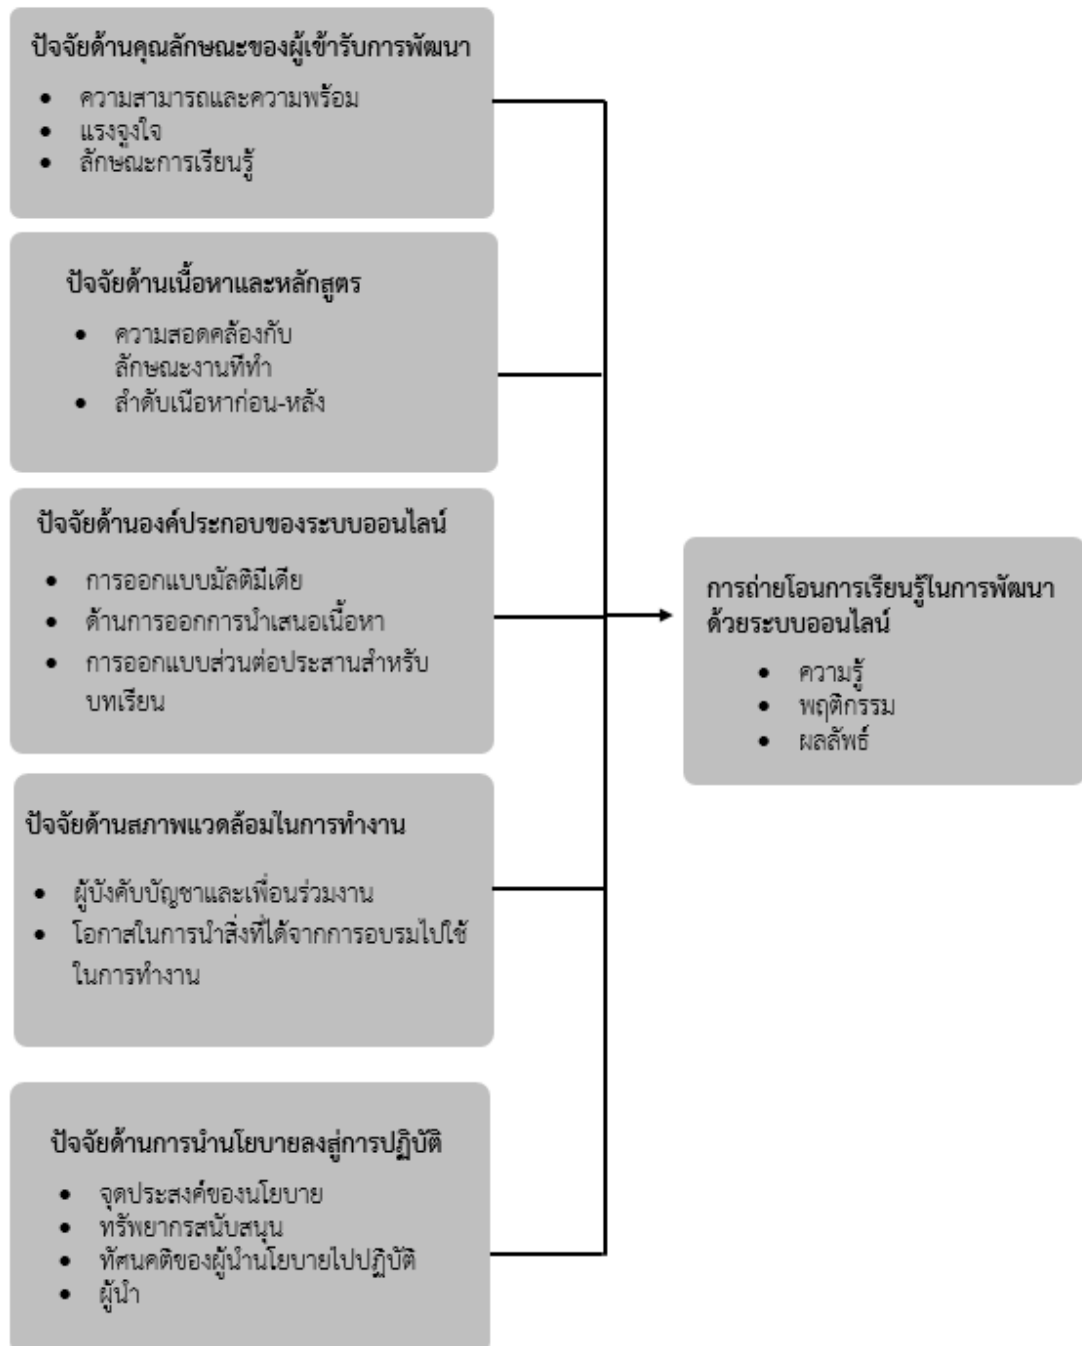 ปัจจัยด้านคุณลักษณะของผู้เข้ารับการพัฒนา
• ความสามารถและความพร้อม
• แรงจูงใจ
• ลักษณะการเรียนรู้
ปัจจัยด้านเนื้อหาและหลักสูตร
• ความสอดคล้องกับ
ลักษณะงานที่ทำ
• ลำดับเนื้อหาก่อน-หลัง
ปัจจัยด้านองค์ประกอบของระบบออนไลน์
• การออกแบบมัลติมีเดีย
• ด้านการออกการนำเสนอเนื้อหา
• การออกแบบส่วนต่อประสานสำหรับ
บทเรียน
ปัจจัยด้านสภาพแวดล้อมในการทำงาน
• ผู้บังคับบัญชาและเพื่อนร่วมงาน
• โอกาสในการนำสิ่งที่ได้จากการอบรมไปใช้
ในการทำงาน
ปัจจัยด้านการนำนโยบายลงสู่การปฏิบัติ
• จุดประสงค์ของนโยบาย
• ทรัพยากรสนับสนุน
• ทัศนคติของผู้นำนโยบายไปปฏิบัติ
• ผู้นำ
การถ่ายโอนการเรียนรู้ในการพัฒนา
ด้วยระบบออนไลน์
• ความรู้
• พฤติกรรม
• ผลลัพธ์